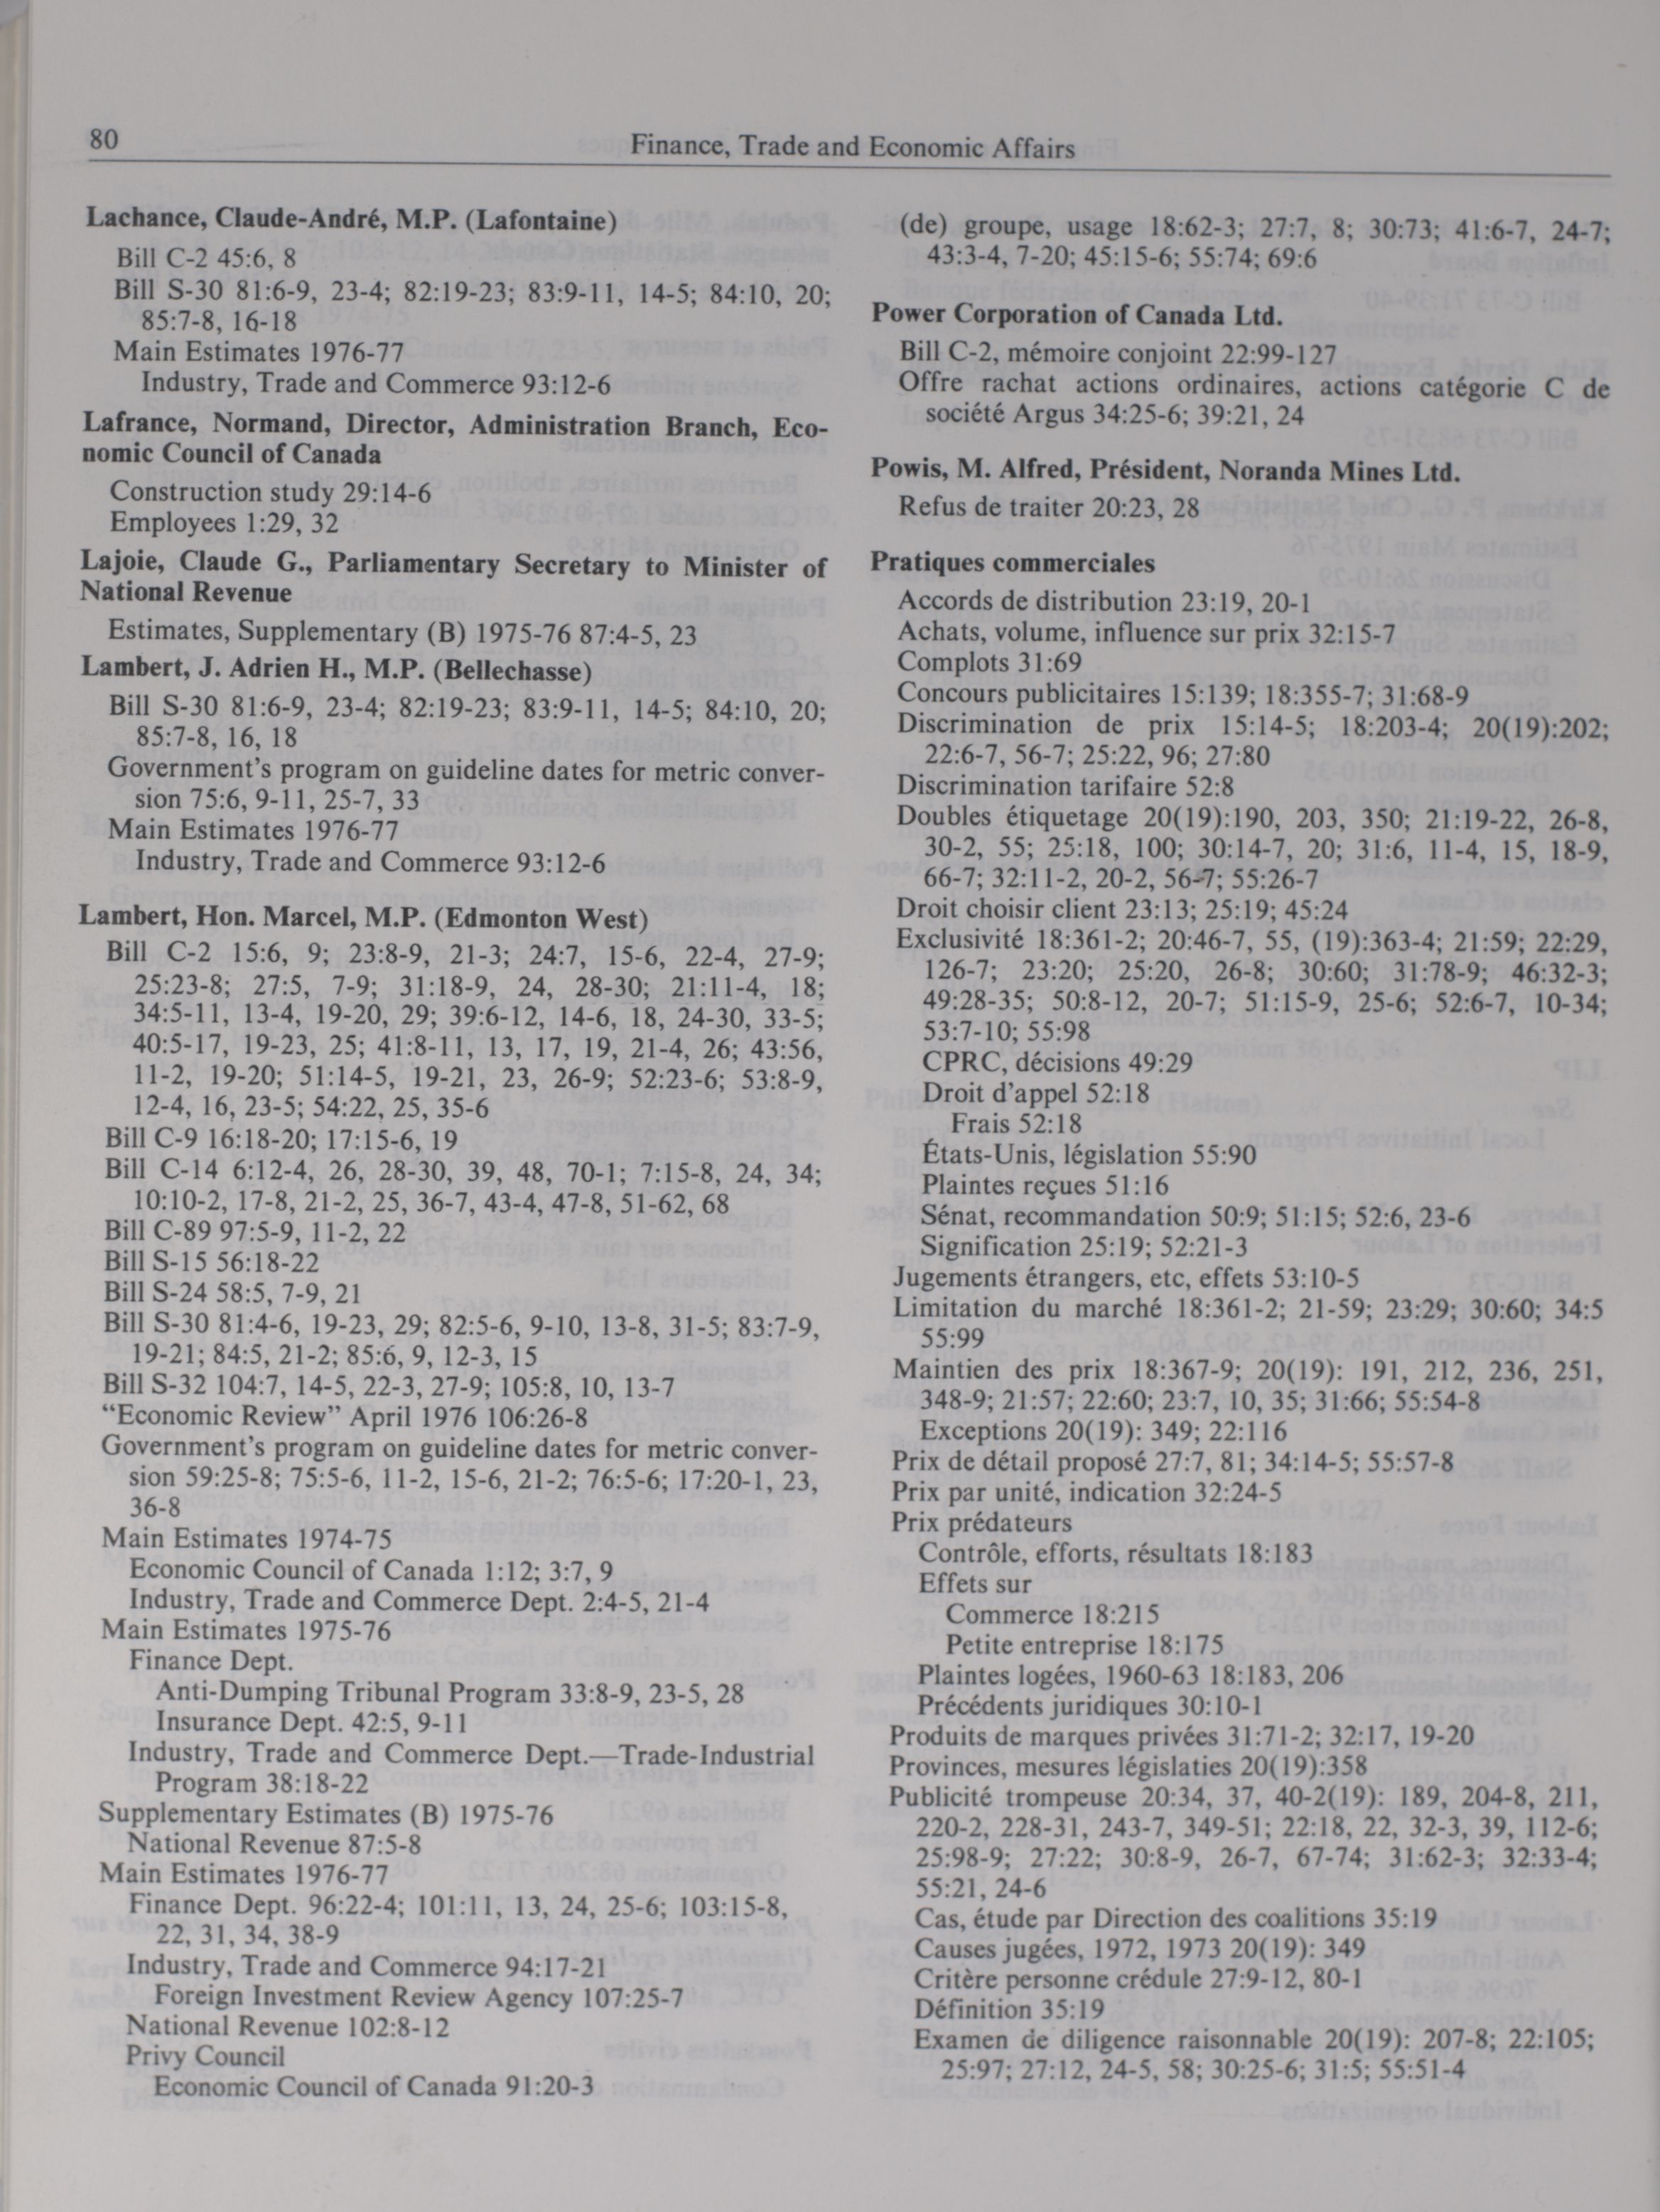 80
Finance, Trade and Economic Affairs
Lachance, Claude-André, M.P. (Lafontaine)
Bill C-2 45:6, 8
Bill S-30 81:6-9, 23-4; 82:19-23; 83:9-11, 14-5; 84:10, 20;
85:7-8, 16-18
Main Estimates 1976-77
Industry, Trade and Commerce 93:12-6
Lafrance, Normand, Director, Administration Branch, Eco-
nomic Council of Canada
Construction study 29:14-6
Employees 1:29, 32
Lajoie, Claude G., Parliamentary Secretary to Minister of
National Revenue
Estimates, Supplementary (B) 1975-76 87:4-5, 23
Lambert, J. Adrien H., M.P. (Bellechasse)
Bill S-30 81:6-9, 23-4; 82:19-23; 83:9-11, 14-5; 84:10, 20;
85:7-8, 16, 18
Government's program on guideline dates for metric conver-
sion 75:6, 9-11, 25-7, 33
Main Estimates 1976-77
Industry, Trade and Commerce 93:12-6
Lambert, Hon. Marcel, M.P. (Edmonton West)
Bill C-2 15:6, 9; 23:8-9, 21-3; 24:7, 15-6, 22-4, 27-9;
25:23-8; 27:5, 7-9; 31:18-9, 24, 28-30; 21:11-4, 18;
34:5-11, 13-4, 19-20, 29; 39:6-12, 14-6, 18, 24-30, 33-5;
40:5-17, 19-23, 25; 41:8-11, 13, 17, 19, 21-4, 26; 43:56,
11-2, 19-20; 51:14-5, 19-21, 23, 26-9; 52:23-6; 53:8-9,
12-4, 16, 23-5; 54:22, 25, 35-6
Bill C-9 16:18-20; 17:15-6, 19
Bill C-14 6:12-4, 26, 28-30, 39, 48, 70-1; 7:15-8, 24, 34;
10:10-2, 17-8, 21-2, 25, 36-7, 43-4, 47-8, 51-62, 68
Bill C-89 97:5-9, 11-2, 22
Bill S-15 56:18-22
Bill S-24 58:5, 7-9, 21
Bill S-30 81:4-6, 19-23, 29; 82:5-6, 9-10, 13-8, 31-5; 83:7-9,
19-21; 84:5, 21-2; 85:6, 9, 12-3, 15
Bill S-32 104:7, 14-5, 22-3, 27-9; 105:8, 10, 13-7
“Economic Review” April 1976 106:26-8
Government's program on guideline dates for metric conver-
sion 59:25-8; 75:5-6, 11-2, 15-6, 21-2; 76:5-6; 17:20-1, 23,
36-8
Main Estimates 1974-75
Economic Council of Canada 1:12; 3:7, 9
Industry, Trade and Commerce Dept. 2:4-5, 21-4
Main Estimates 1975-76
Finance Dept.
Anti-Dumping Tribunal Program 33:8-9, 23-5, 28
Insurance Dept. 42:5, 9-11
Industry, Trade and Commerce Dept.—Trade-Industrial
Program 38:18-22
Supplementary Estimates (B) 1975-76
National Revenue 87:5-8
Main Estimates 1976-77
Finance Dept. 96:22-4; 101:11, 13, 24, 25-6; 103:15-8,
22, 31, 34, 38-9
Industry, Trade and Commerce 94:17-21
Foreign Investment Review Agency 107:25-7
National Revenue 102:8-12
Privy Council
Economic Council of Canada 91:20-3
(de) groupe, usage 18:62-3; 27:7, 8; 30:73; 41:6-7, 24-7;
43:3-4, 7-20; 45:15-6; 55:74; 69:6
Power Corporation of Canada Ltd.
Bill C-2, mémoire conjoint 22:99-127
Offre rachat actions ordinaires, actions catégorie C de
société Argus 34:25-6; 39:21, 24
Powis, M. Alfred, Président, Noranda Mines Ltd.
Refus de traiter 20:23, 28
Pratiques commerciales
Accords de distribution 23:19, 20-1
Achats, volume, influence sur prix 32:15-7
Complots 31:69
Concours publicitaires 15:139; 18:355-7; 31:68-9
Discrimination de prix 15:14-5; 18:203-4; 20(19):202;
22:6-7, 56-7; 25:22, 96; 27:80
Discrimination tarifaire 52:8
Doubles étiquetage 20(19):190, 203, 350; 21:19-22, 26-8,
30-2, 55; 25:18, 100; 30:14-7, 20; 31:6, 11-4, 15, 18-9,
66-7; 32:11-2, 20-2, 56-7; 55:26-7
Droit choisir client 23:13; 25:19; 45:24
Exclusivité 18:361-2; 20:46-7, 55, (19):363-4; 21:59; 22:29,
126-7; 23:20; 25:20, 26-8; 30:60; 31:78-9; 46:32-3;
49:28-35; 50:8-12, 20-7; 51:15-9, 25-6; 52:6-7, 10-34;
53:7-10; 55:98
CPRC, décisions 49:29
Droit d'appel 52:18
Frais 52:18
États-Unis, législation 55:90
Plaintes reçues 51:16
Sénat, recommandation 50:9; 51:15; 52:6, 23-6
Signification 25:19; 52:21-3
Jugements étrangers, etc, effets 53:10-5
Limitation du marché 18:361-2; 21-59; 23:29; 30:60; 34:5
55:99
Maintien des prix 18:367-9; 20(19): 191, 212, 236, 251,
348-9; 21:57; 22:60; 23:7, 10, 35; 31:66; 55:54-8
Exceptions 20(19): 349; 22:116
Prix de détail proposé 27:7, 81; 34:14-5; 55:57-8
Prix par unité, indication 32:24-5
Prix prédateurs
Contrôle, efforts, résultats 18:183
Effets sur
Commerce 18:215
Petite entreprise 18:175
Plaintes logées, 1960-63 18:183, 206
Précédents juridiques 30:10-1
Produits de marques privées 31:71-2; 32:17, 19-20
Provinces, mesures législaties 20(19):358
Publicité trompeuse 20:34, 37, 40-2(19): 189, 204-8, 211,
220-2, 228-31, 243-7, 349-51; 22:18, 22, 32-3, 39, 112-6;
25:98-9; 27:22; 30:8-9, 26-7, 67-74; 31:62-3; 32:33-4;
55:21, 24-6
Cas, étude par Direction des coalitions 35:19
Causes jugées, 1972, 1973 20(19): 349
Critère personne crédule 27:9-12, 80-1
Définition 35:19
Examen de diligence raisonnable 20(19): 207-8; 22:105;
25:97; 27:12, 24-5, 58; 30:25-6; 31:5; 55:51-4